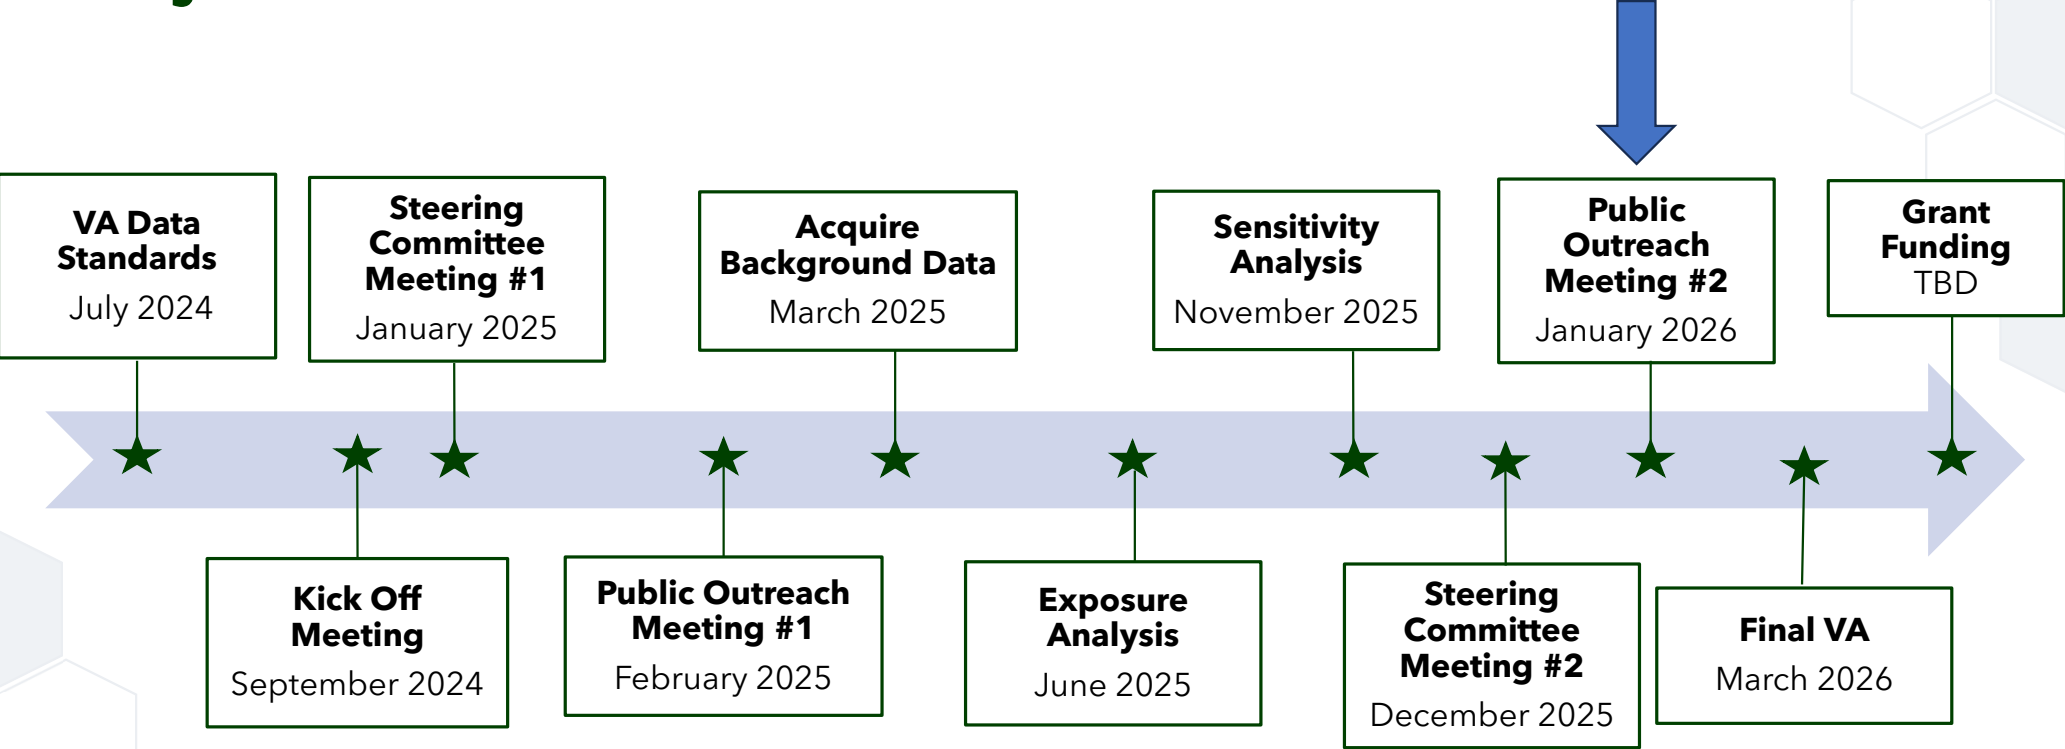 VA Data
Standards
July 2024
Steering
Committee
Meeting #1
January 2025
Acquire
Background Data
March 2025
Sensitivity
Analysis
November 2025
Public
Outreach
Meeting #2
January 2026
Grant
Funding
TBD
Kick Off
Meeting
September 2024
Public Outreach
Meeting #1
February 2025
Exposure
Analysis
June 2025
Steering
Committee
Meeting #2
December 2025
Final VA
March 2026